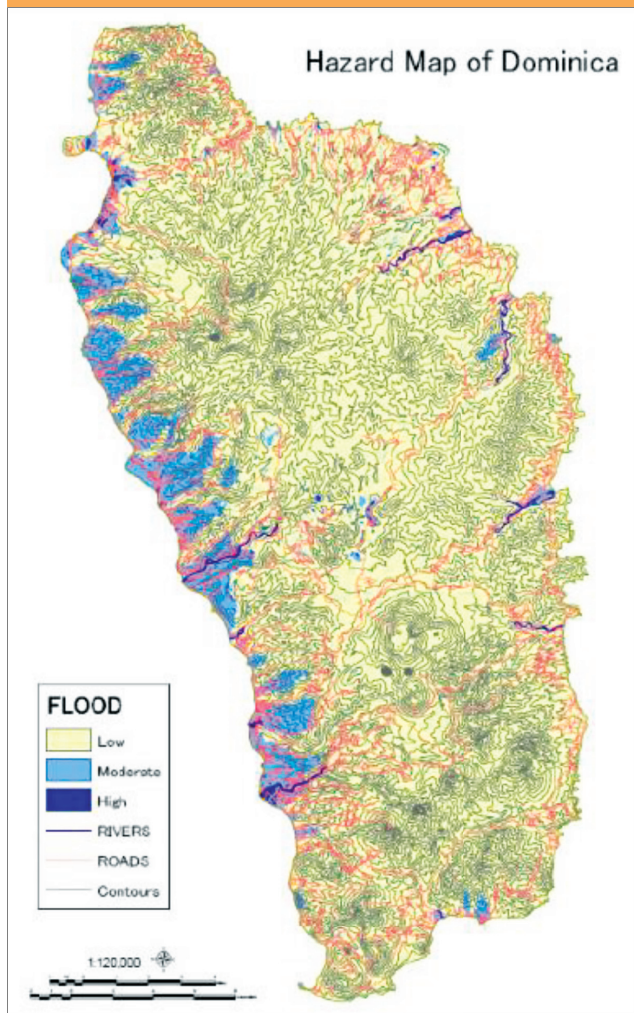 Hazard Map of Dominica
FLOOD
Low
Moderate
High
RIVERS
ROADS
Contours
1:120,000